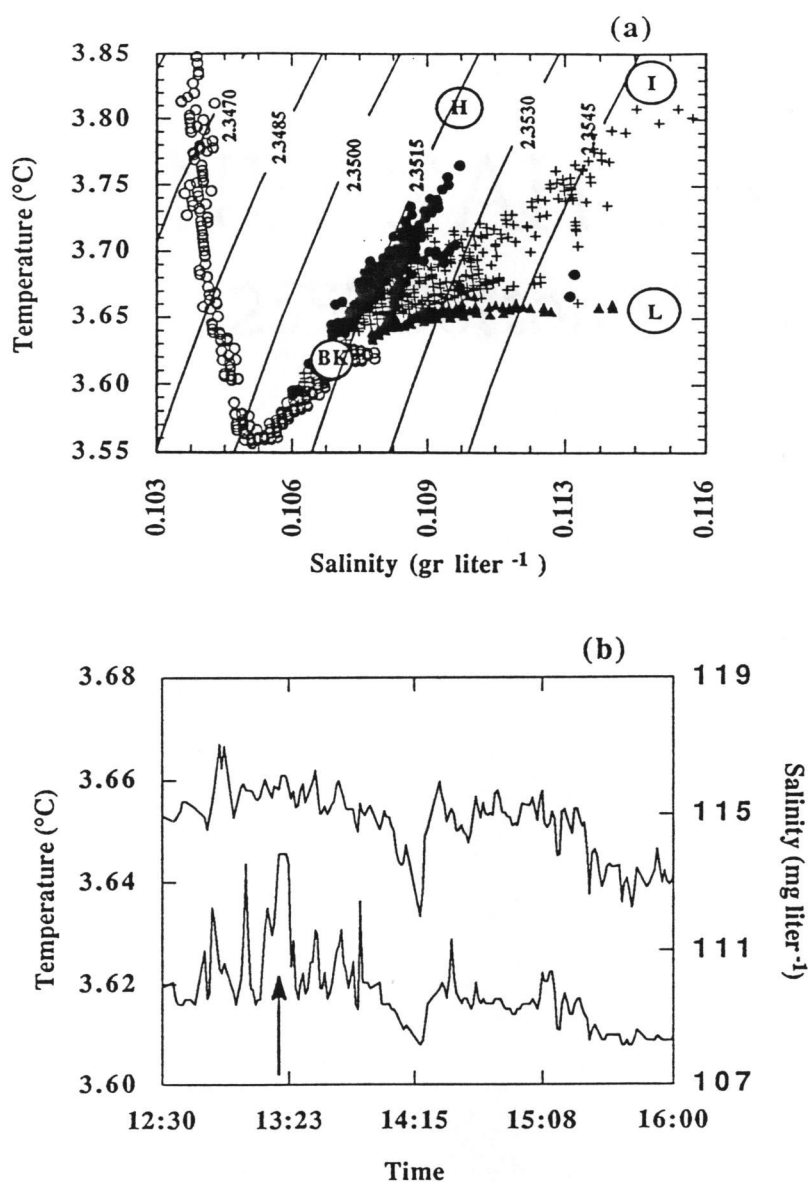 (a)
3.85
3.80
3.75
3.70
3.65
3.60
3.55
Temperature (°C)
2.3470
2.3485
2.3500
2.3515
2.3530
2.3545
H
I
L
BK
0.103
0.106
0.109
0.113
0.116
Salinity (gr liter -1 )
(b)
3.68
3.66
3.64
3.62
3.60
Temperature (°C)
119
115
111
107
Salinity (mg liter-1)
12:30
13:23
14:15
15:08
16:00
Time